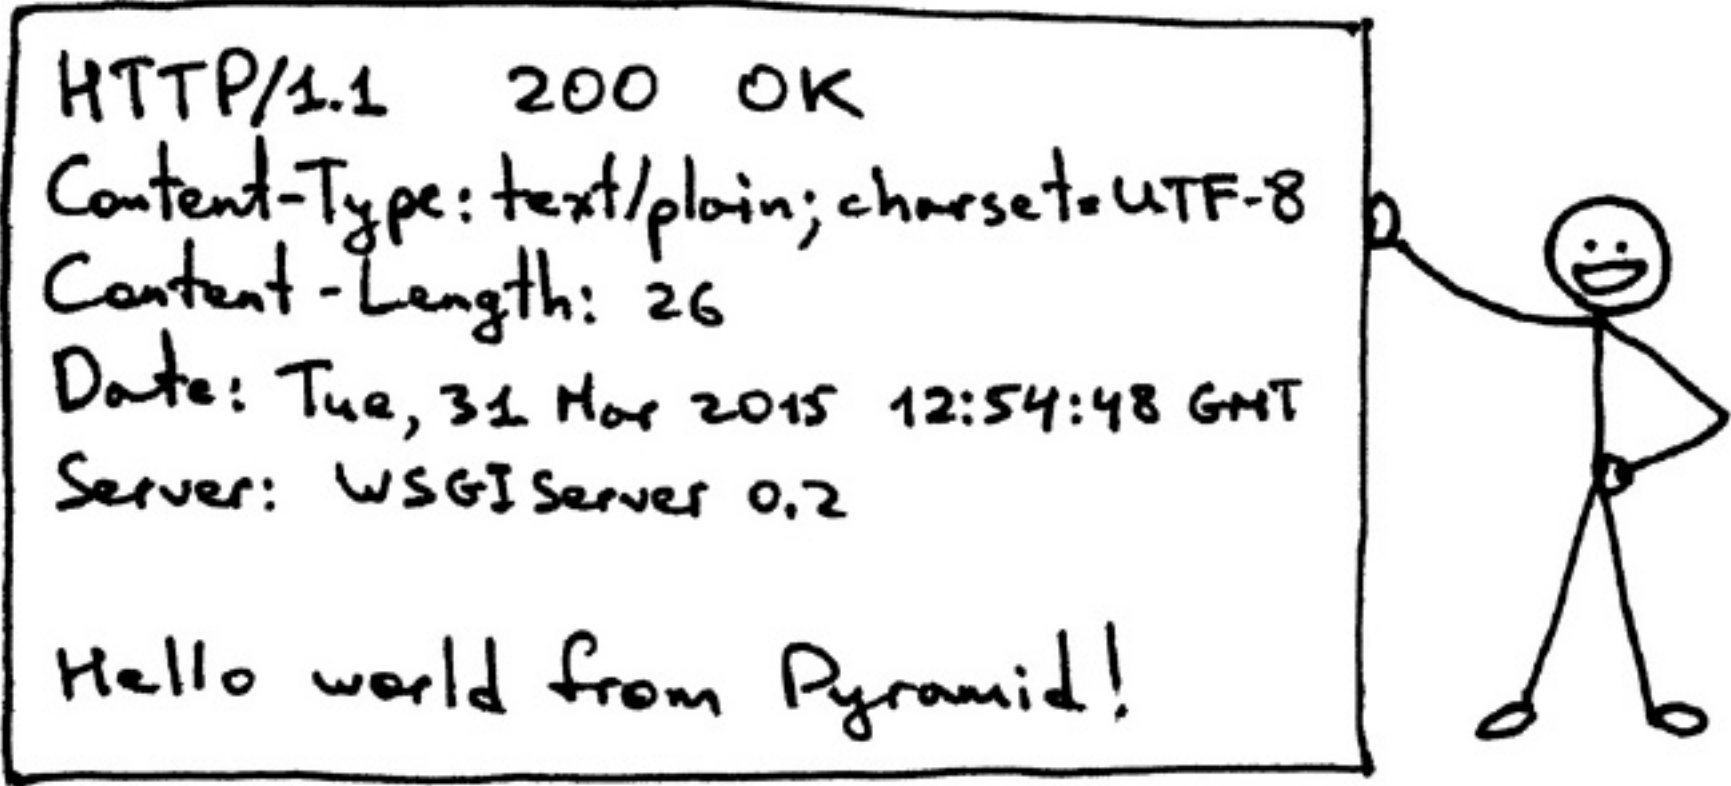 HTTP/1.1 200 OK
Content-Type: text/plain; charset=UTF-8
Content-Length: 26
Date: Tue, 31 Mar 2015 12:54:48 GMT
Server: WSGIServer 0.2
Hello world from Pyramid!